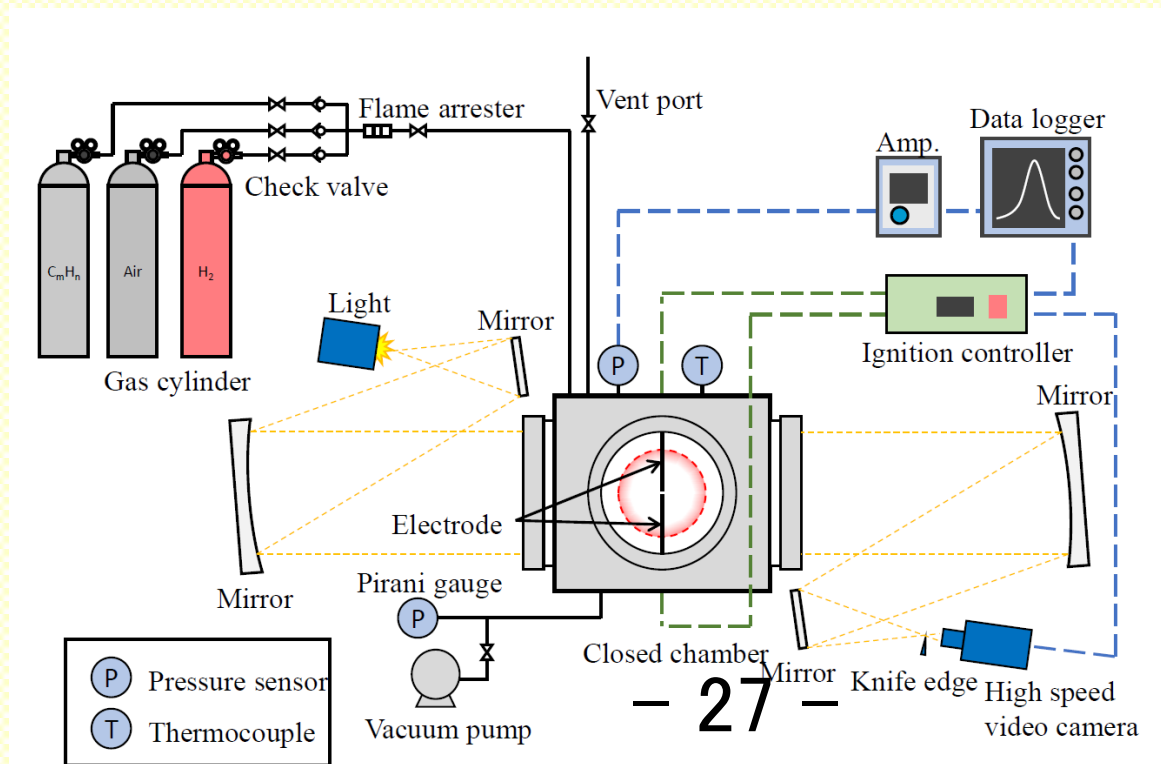 Vent port
Flame arrester
Data logger
Amp.
Check valve
CmHn
Air
H2
Light
Mirror
Gas cylinder
P
T
Ignition controller
Mirror
Electrode
Pirani gauge
Mirror
P
Closed chamber
Mirror
Knife edge
High speed
video camera
Vacuum pump
P Pressure sensor
T Thermocouple
- 27 -